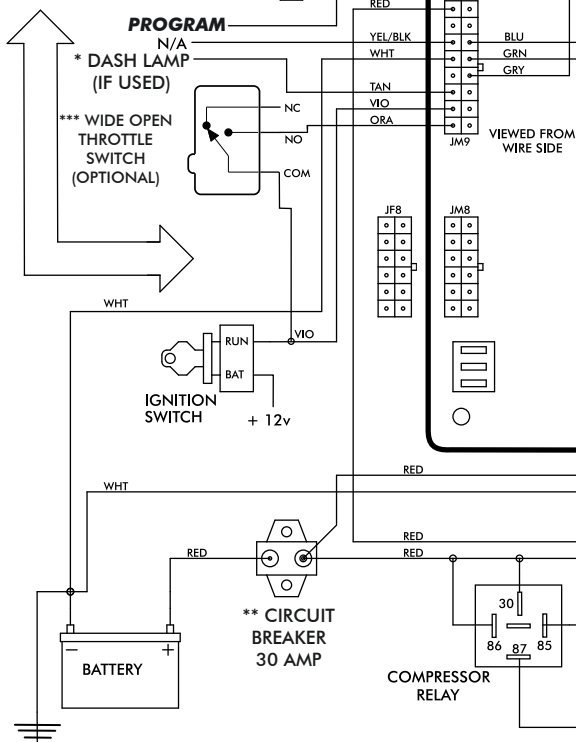 RED
PROGRAM
N/A
YEL/BLK
BLU
* DASH LAMP
(IF USED)
WHT
GRN
GRY
TAN
NC
VIO
*** WIDE OPEN
THROTTLE
SWITCH
(OPTIONAL)
ORA
NO
JM9
VIEWED FROM
WIRE SIDE
COM
JF8
JM8
WHT
RUN
VIO
BAT
IGNITION
SWITCH
+ 12v
RED
WHT
RED
RED
RED
** CIRCUIT
BREAKER
30 AMP
30
86
87
85
BATTERY
− +
COMPRESSOR
RELAY